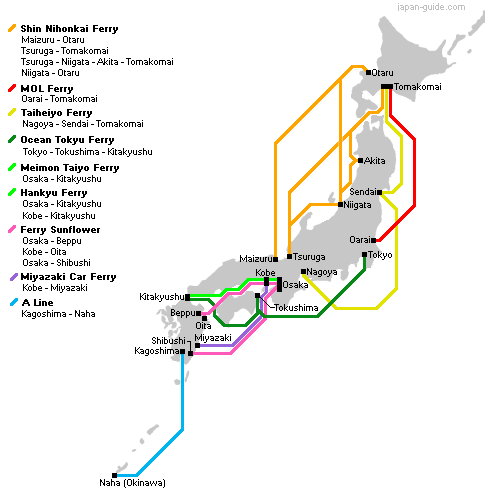 japan-guide.com
Shin Nihonkai Ferry
Maizuru - Otaru
Tsuruga - Tomakomai
Tsuruga - Niigata - Akita - Tomakomai
Niigata - Otaru
MOL Ferry
Oarai - Tomakomai
Taiheiyo Ferry
Nagoya - Sendai - Tomakomai
Ocean Tokyu Ferry
Tokyo - Tokushima - Kitakyushu
Meimon Taiyo Ferry
Osaka - Kitakyushu
Hankyu Ferry
Osaka - Kitakyushu
Kobe - Kitakyushu
Ferry Sunflower
Osaka - Beppu
Kobe - Oita
Osaka - Shibushi
Miyazaki Car Ferry
Kobe - Miyazaki
A Line
Kagoshima - Naha
Otaru
Tomakomai
Akita
Sendai
Niigata
Oarai
Tokyo
Maizuru
Tsuruga
Nagoya
Kobe
Osaka
Kitakyushu
Tokushima
Beppu
Oita
Miyazaki
Shibushi
Kagoshima
Naha (Okinawa)